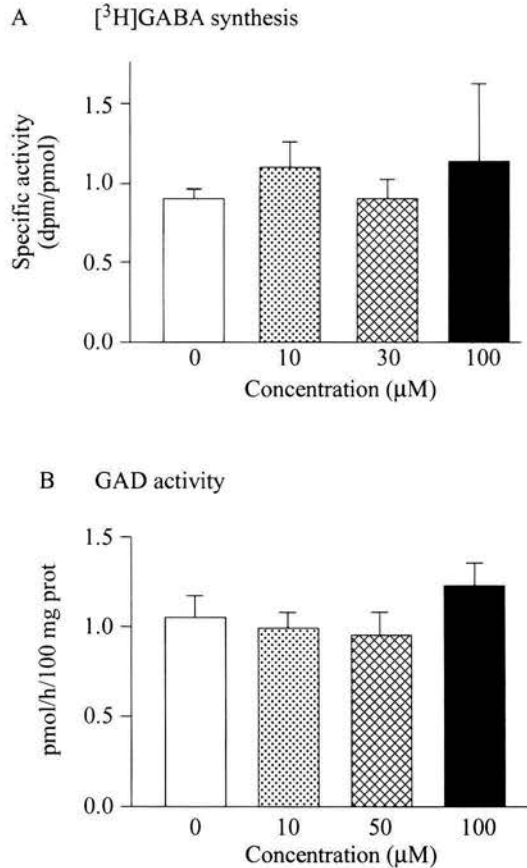 A [³H]GABA synthesis
Specific activity
(dpm/pmol)
1.5
1.0
0.5
0.0
0 10 30 100
Concentration (μM)
B GAD activity
pmol/h/100 mg prot
1.5
1.0
0.5
0.0
0 10 50 100
Concentration (μM)